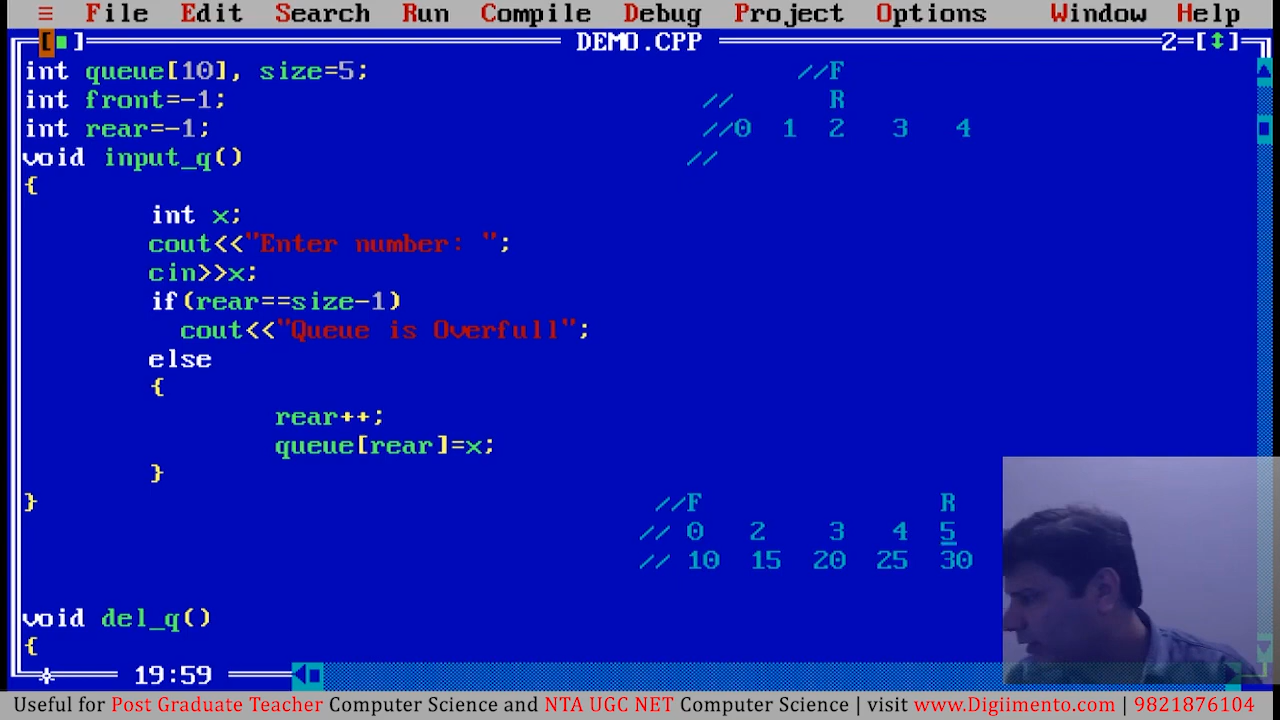 ≡ File Edit Search Run Compile Debug Project Options Window Help
[■] DEMO.CPP 2=[↕]
int queue[10], size=5; //F
int front=-1; // R
int rear=-1; //0 1 2 3 4
void input_q() //
{
int x;
cout<<"Enter number: ";
cin>>x;
if(rear==size-1)
cout<<"Queue is Overfull";
else
{
rear++;
queue[rear]=x;
}
}
//F R
// 0 2 3 4 5
// 10 15 20 25 30
void del_q()
{
19:59
Useful for Post Graduate Teacher Computer Science and NTA UGC NET Computer Science | visit www.Digiimento.com | 9821876104